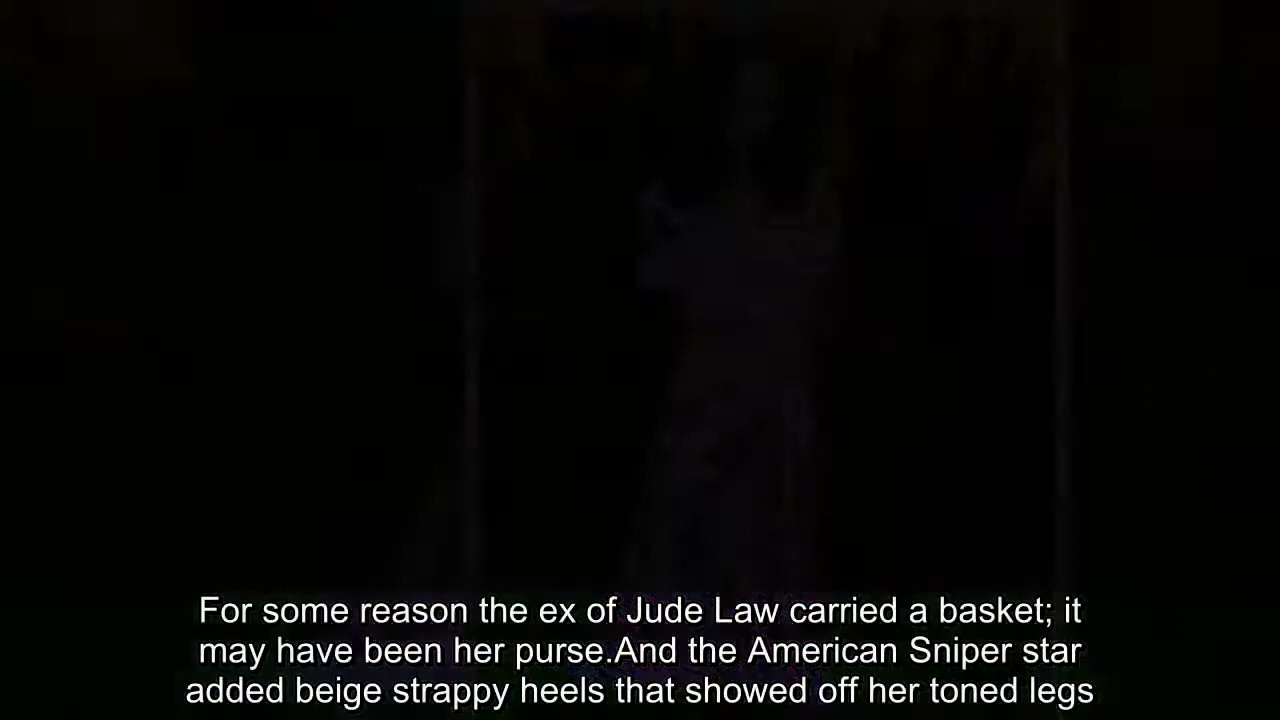 For some reason the ex of Jude Law carried a basket; it
may have been her purse.And the American Sniper star
added beige strappy heels that showed off her toned legs